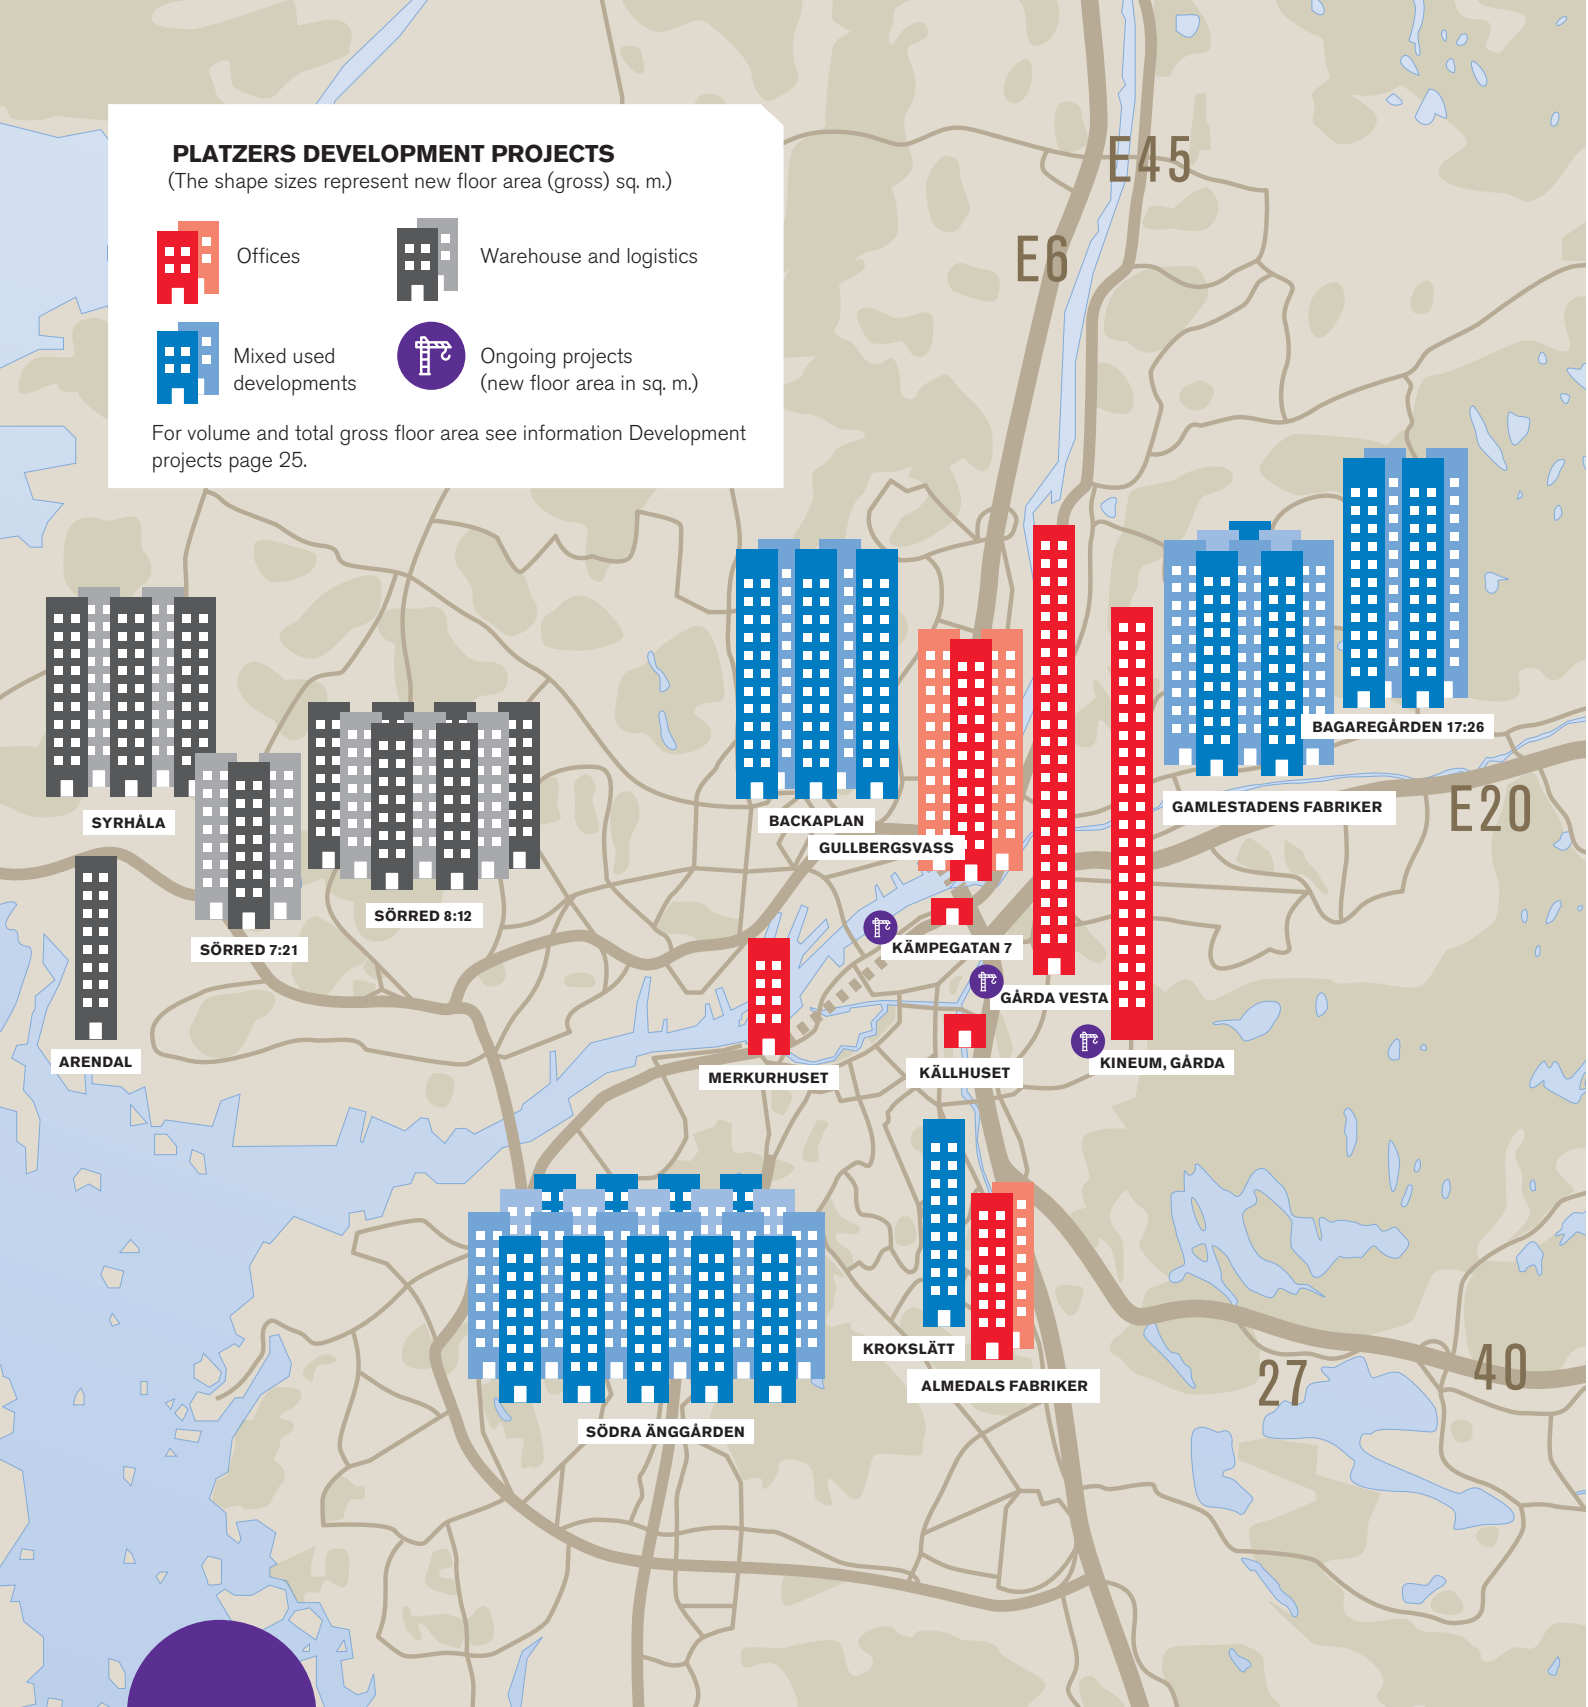 PLATZERS DEVELOPMENT PROJECTS
(The shape sizes represent new floor area (gross) sq. m.)
Offices
Warehouse and logistics
Mixed used
developments
Ongoing projects
(new floor area in sq. m.)
For volume and total gross floor area see information Development
projects page 25.
E45
E6
BAGAREGÅRDEN 17:26
GAMLESTADENS FABRIKER
E20
SYRHÅLA
BACKAPLAN
GULLBERGSVASS
SÖRRED 8:12
SÖRRED 7:21
KÄMPEGATAN 7
GÅRDA VESTA
ARENDAL
MERKURHUSET
KÄLLHUSET
KINEUM, GÅRDA
KROKSLÄTT
ALMEDALS FABRIKER
27
40
SÖDRA ÄNGGÅRDEN